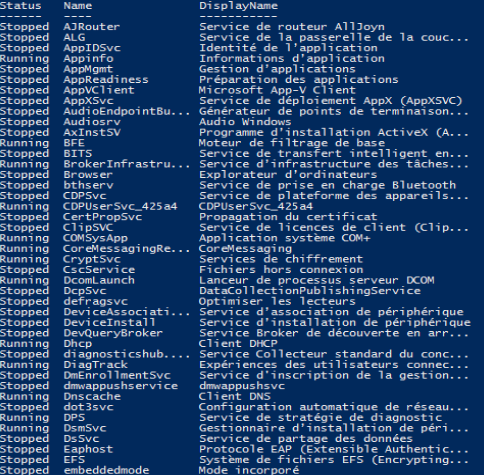 Status Name DisplayName
------ ---- -----------
Stopped AJRouter Service de routeur AllJoyn
Stopped ALG Service de la passerelle de la couc...
Stopped AppIDSvc Identité de l'application
Running Appinfo Informations d'application
Stopped AppMgmt Gestion d'applications
Stopped AppReadiness Préparation des applications
Stopped AppVClient Microsoft App-V Client
Stopped AppXSvc Service de déploiement AppX (AppXSVC)
Stopped AudioEndpointBu... Générateur de points de terminaison...
Stopped Audiosrv Audio Windows
Stopped AxInstSV Programme d'installation ActiveX (A...
Running BFE Moteur de filtrage de base
Stopped BITS Service de transfert intelligent en...
Running BrokerInfrastru... Service d'infrastructure des tâches...
Stopped Browser Explorateur d'ordinateurs
Stopped bthserv Service de prise en charge Bluetooth
Stopped CDPSvc Service de plateforme des appareils...
Running CDPUserSvc_425a4 CDPUserSvc_425a4
Stopped CertPropSvc Propagation du certificat
Stopped ClipSVC Service de licences de client (Clip...
Running COMSysApp Application système COM+
Running CoreMessagingRe... CoreMessaging
Running CryptSvc Services de chiffrement
Stopped CscService Fichiers hors connexion
Running DcomLaunch Lanceur de processus serveur DCOM
Stopped DcpSvc DataCollectionPublishingService
Stopped defragsvc Optimiser les lecteurs
Stopped DeviceAssociati... Service d'association de périphérique
Stopped DeviceInstall Service d'installation de périphérique
Stopped DevQueryBroker Service Broker de découverte en arr...
Running Dhcp Client DHCP
Stopped diagnosticshub.... Service Collecteur standard du conc...
Running DiagTrack Expériences des utilisateurs connec...
Stopped DmEnrollmentSvc Service d'inscription de la gestion...
Stopped dmwappushservice dmwappushsvc
Running Dnscache Client DNS
Stopped dot3svc Configuration automatique de réseau...
Running DPS Service de stratégie de diagnostic
Running DsmSvc Gestionnaire d'installation de péri...
Stopped DsSvc Service de partage des données
Stopped Eaphost Protocole EAP (Extensible Authentic...
Stopped EFS Système de fichiers EFS (Encrypting...
Stopped embeddedmode Mode incorporé